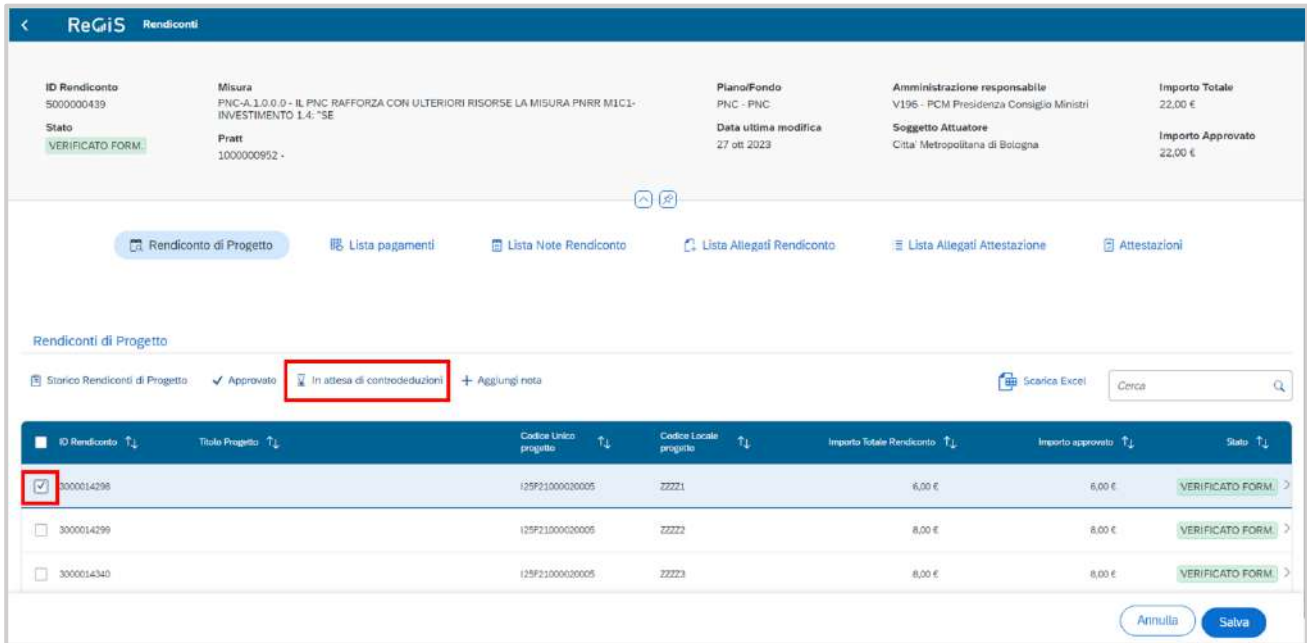 ReGiS Rendiconti
ID Rendiconto
5000000439
Stato
VERIFICATO FORM.
Misura
PNC-A.1.0.0.0 - IL PNC RAFFORZA CON ULTERIORI RISORSE LA MISURA PNRR M1C1-
INVESTIMENTO 1.4: "SE
Pratt
1000000952 -
Piano/Fondo
PNC - PNC
Data ultima modifica
27 ott 2023
Amministrazione responsabile
V196 - PCM Presidenza Consiglio Ministri
Soggetto Attuatore
Citta' Metropolitana di Bologna
Importo Totale
22,00 €
Importo Approvato
22,00 €
Rendiconto di Progetto Lista pagamenti Lista Note Rendiconto Lista Allegati Rendiconto Lista Allegati Attestazione Attestazioni
Rendiconti di Progetto
Storico Rendiconti di Progetto Approvato In attesa di controdeduzioni Aggiungi nota Scarica Excel Cerca
ID Rendiconto Titolo Progetto Codice Unico progetto Codice Locale progetto Importo Totale Rendiconto Importo approvato Stato
3000014298 I25F21000020005 ZZZZ1 6,00 € 6,00 € VERIFICATO FORM.
3000014299 I25F21000020005 ZZZZ2 8,00 € 8,00 € VERIFICATO FORM.
3000014340 I25F21000020005 ZZZZ3 8,00 € 8,00 € VERIFICATO FORM.
Annulla Salva